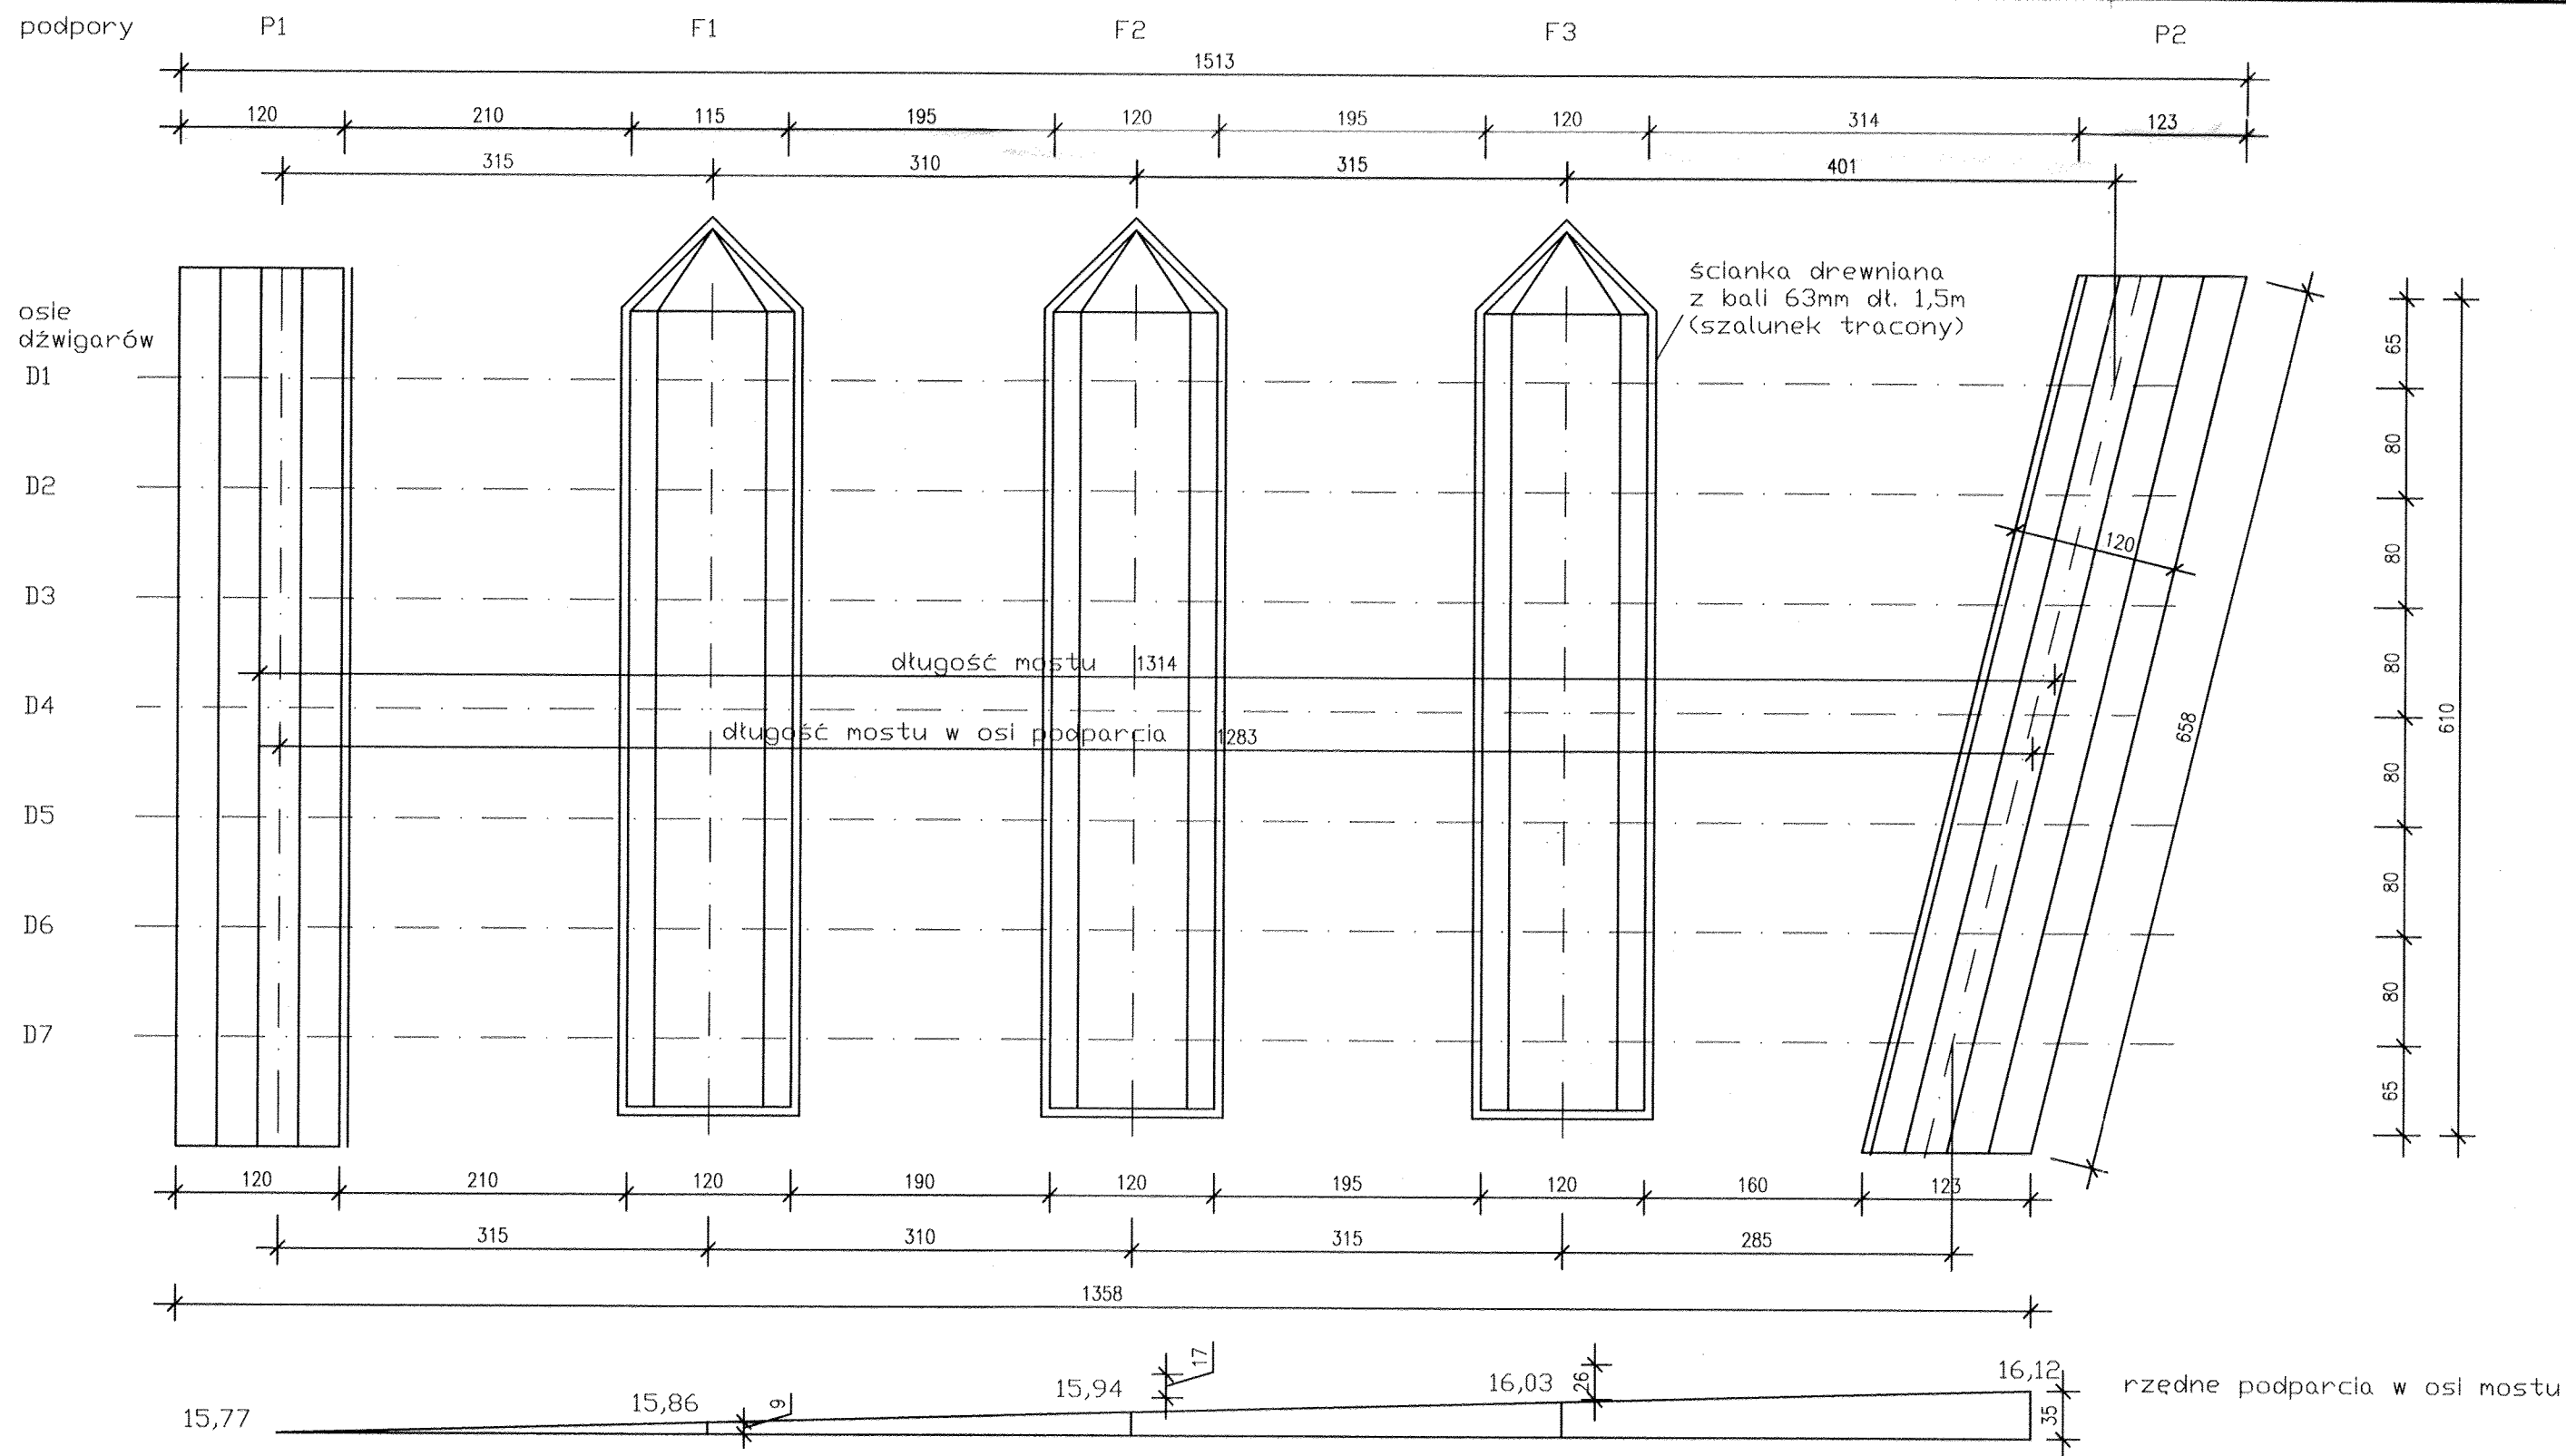 podpory P1 F1 F2 F3 P2
1513
120 210 115 195 120 195 120 314 123
315 310 315 401
ścianka drewniana
z bali 63mm dł. 1,5m
(szalunek tracony)
osie
dźwigarów
D1
65
D2
80
120
80
D3
długość mostu 1314
80
D4
658
610
długość mostu w osi podparcia 1283
80
D5
80
D6
80
D7
65
120 210 120 190 120 195 120 160 123
315 310 315 285
1358
15,77 15,86 9 15,94 17 16,03 26 16,12 35
rzędne podparcia w osi mostu